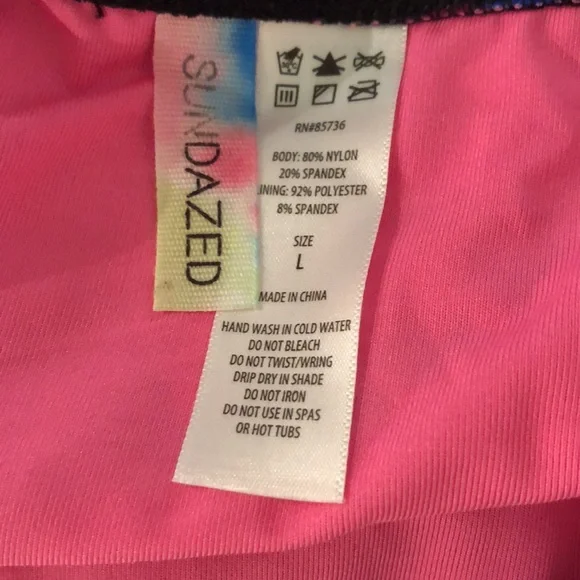 SUNDAZED
30°C
RN#85736
BODY: 80% NYLON
20% SPANDEX
INING: 92% POLYESTER
8% SPANDEX
SIZE
L
MADE IN CHINA
HAND WASH IN COLD WATER
DO NOT BLEACH
DO NOT TWIST/WRING
DRIP DRY IN SHADE
DO NOT IRON
DO NOT USE IN SPAS
OR HOT TUBS